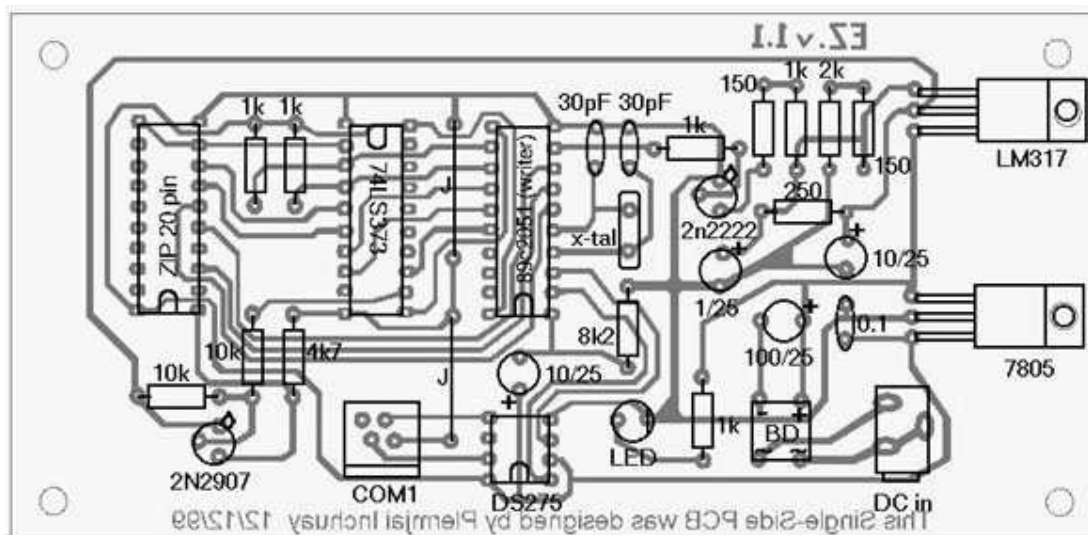 EZ. v 1.1
150 1k 2k
1k 1k
30pF 30pF
1k
LM317
150
ZIP 20 pin
74LS373
J
89c2051 (writer)
x-tal
2n2222
250
10/25
1/25
8k2
0.1
100/25
7805
10k
4k7
10k
J
10/25
1k
- +
BD
~ ~
LED
2N2907
COM1
DS275
DC in
This Single-Side PCB was designed by Plermjai Inchuay 12/12/99